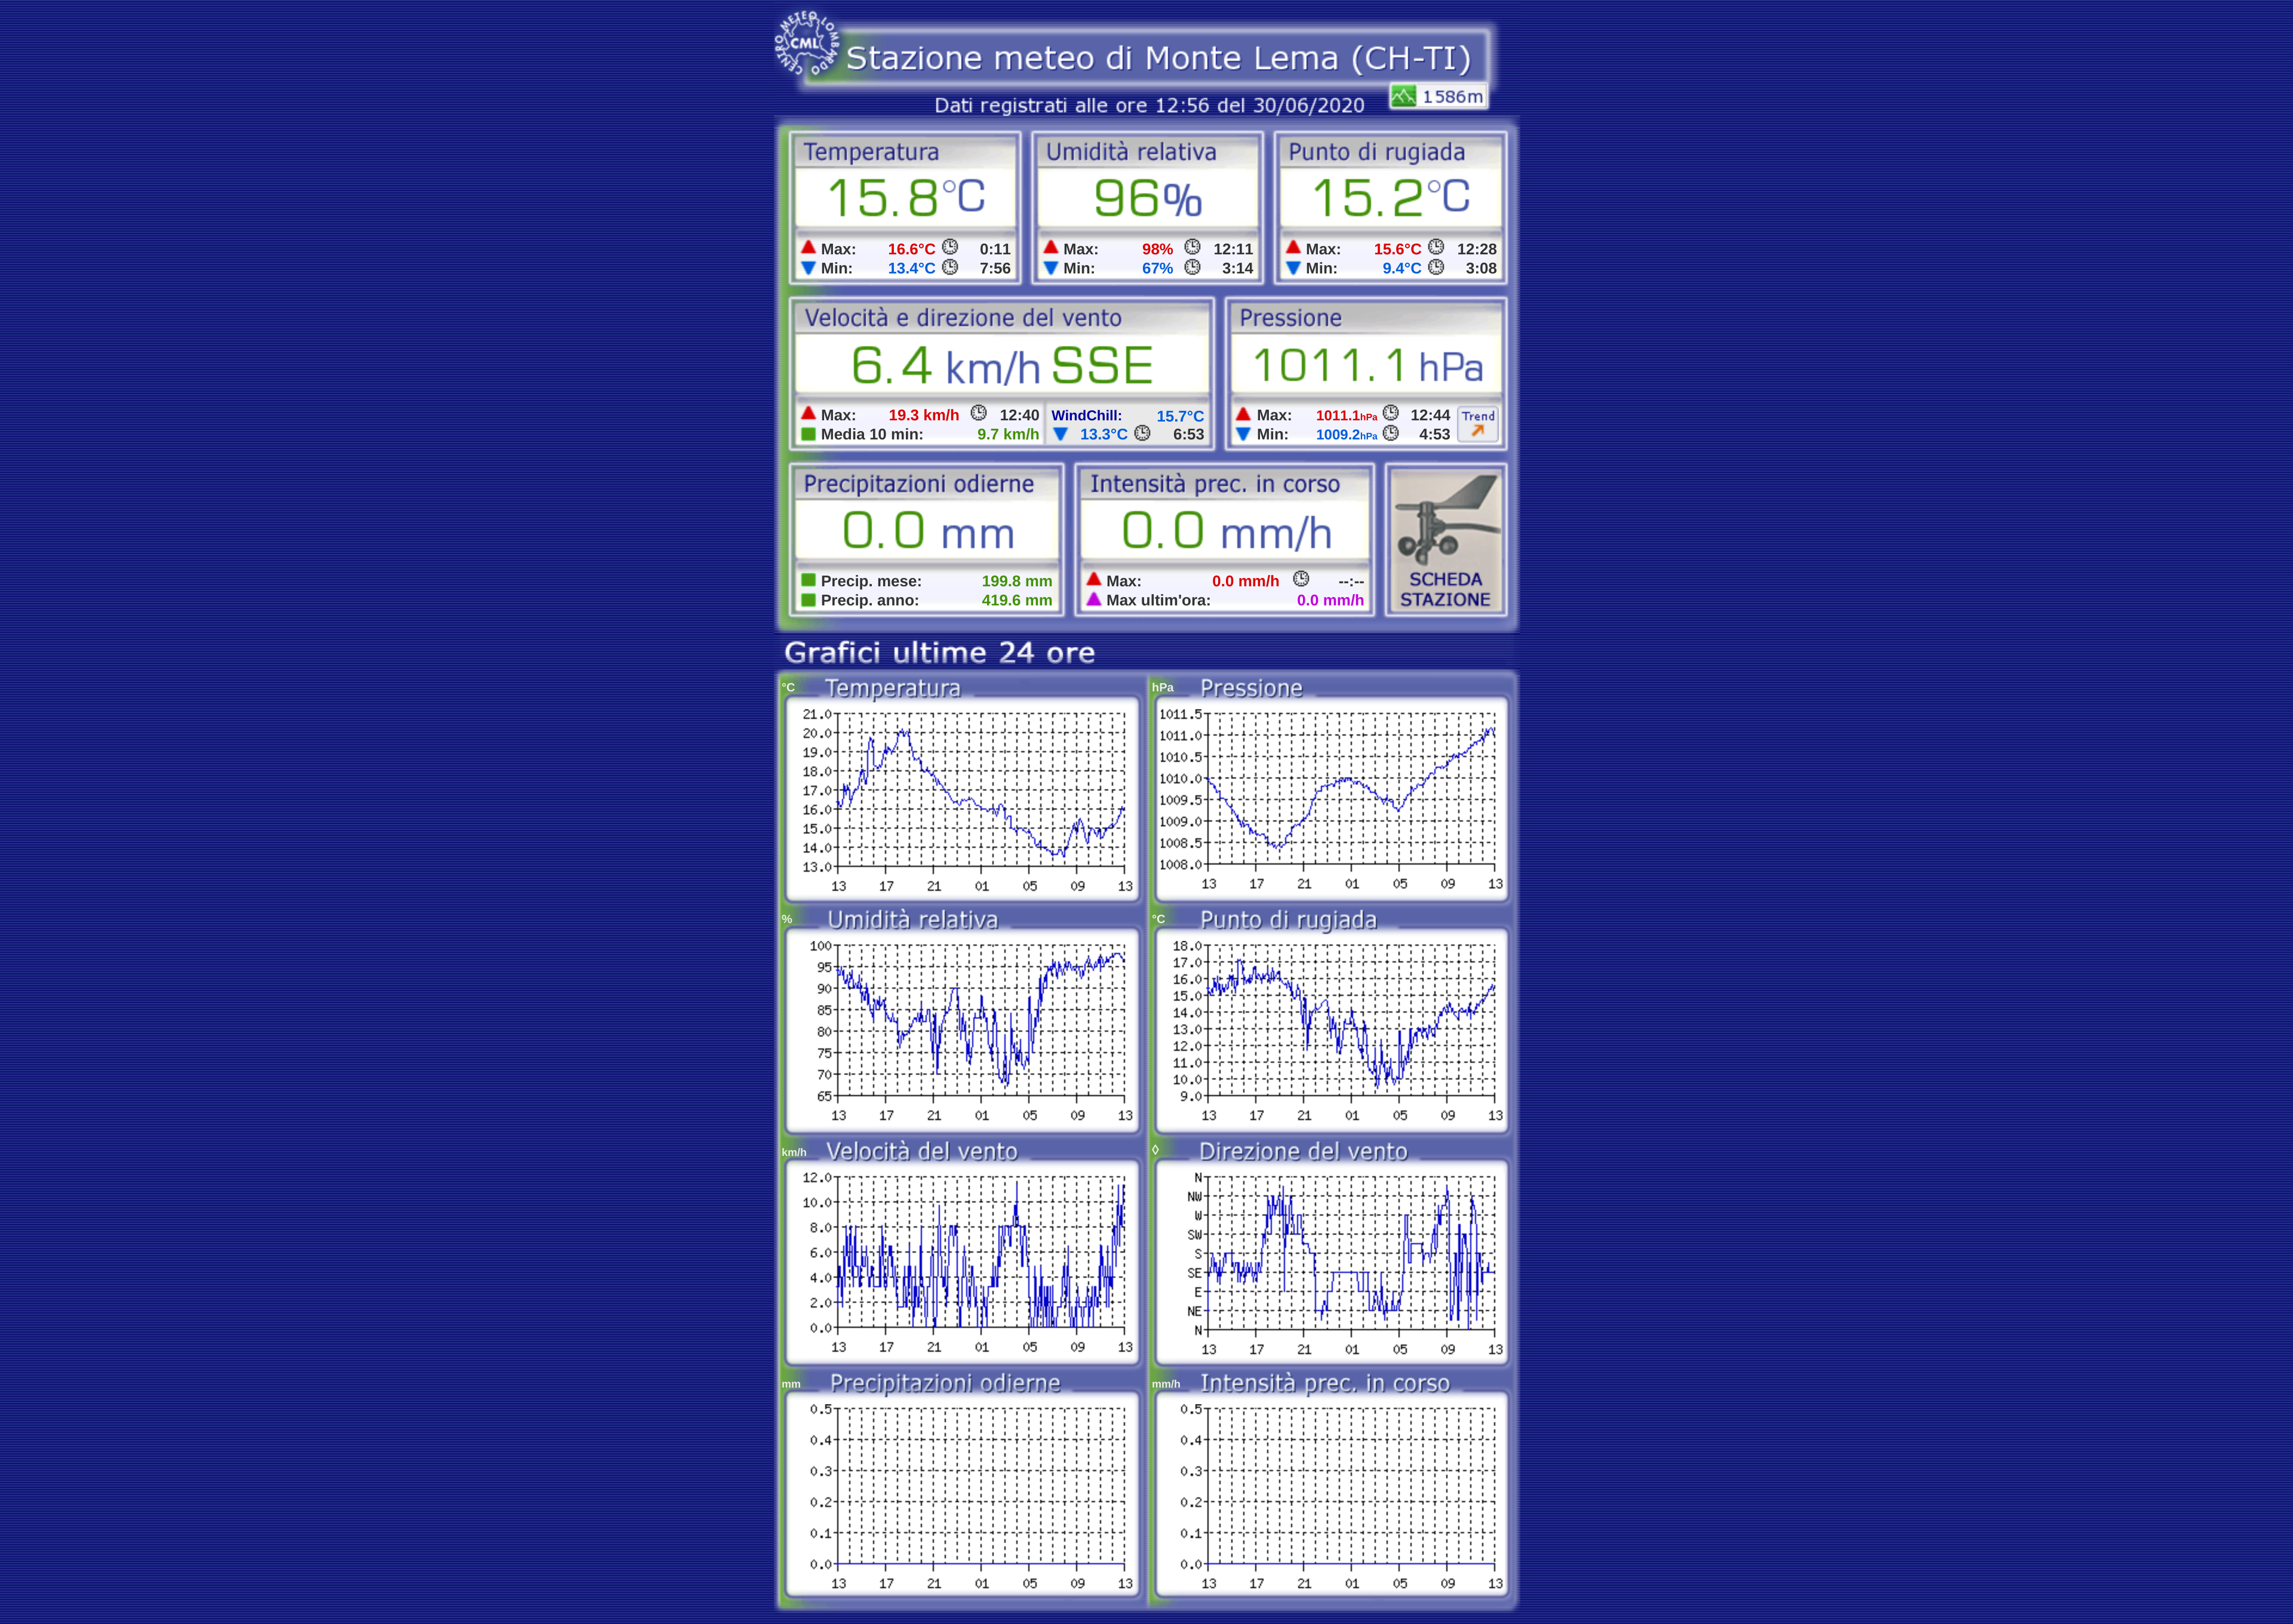 CENTRO METEO LOMBARDO
CML
Stazione meteo di Monte Lema (CH-TI)
Dati registrati alle ore 12:56 del 30/06/2020
1586m
Temperatura
15.8°C
Max: 16.6°C 0:11
Min: 13.4°C 7:56
Umidità relativa
96%
Max: 98% 12:11
Min: 67% 3:14
Punto di rugiada
15.2°C
Max: 15.6°C 12:28
Min: 9.4°C 3:08
Velocità e direzione del vento
6.4 km/h SSE
Max: 19.3 km/h 12:40
Media 10 min: 9.7 km/h
WindChill: 15.7°C
13.3°C 6:53
Pressione
1011.1 hPa
Max: 1011.1hPa 12:44
Min: 1009.2hPa 4:53
Trend
Precipitazioni odierne
0.0 mm
Precip. mese: 199.8 mm
Precip. anno: 419.6 mm
Intensità prec. in corso
0.0 mm/h
Max: 0.0 mm/h --:--
Max ultim'ora: 0.0 mm/h
SCHEDA
STAZIONE
Grafici ultime 24 ore
°C Temperatura
21.0
20.0
19.0
18.0
17.0
16.0
15.0
14.0
13.0
13 17 21 01 05 09 13
hPa Pressione
1011.5
1011.0
1010.5
1010.0
1009.5
1009.0
1008.5
1008.0
13 17 21 01 05 09 13
% Umidità relativa
100
95
90
85
80
75
70
65
13 17 21 01 05 09 13
°C Punto di rugiada
18.0
17.0
16.0
15.0
14.0
13.0
12.0
11.0
10.0
9.0
13 17 21 01 05 09 13
km/h Velocità del vento
12.0
10.0
8.0
6.0
4.0
2.0
0.0
13 17 21 01 05 09 13
◊ Direzione del vento
N
NW
W
SW
S
SE
E
NE
N
13 17 21 01 05 09 13
mm Precipitazioni odierne
0.5
0.4
0.3
0.2
0.1
0.0
13 17 21 01 05 09 13
mm/h Intensità prec. in corso
0.5
0.4
0.3
0.2
0.1
0.0
13 17 21 01 05 09 13